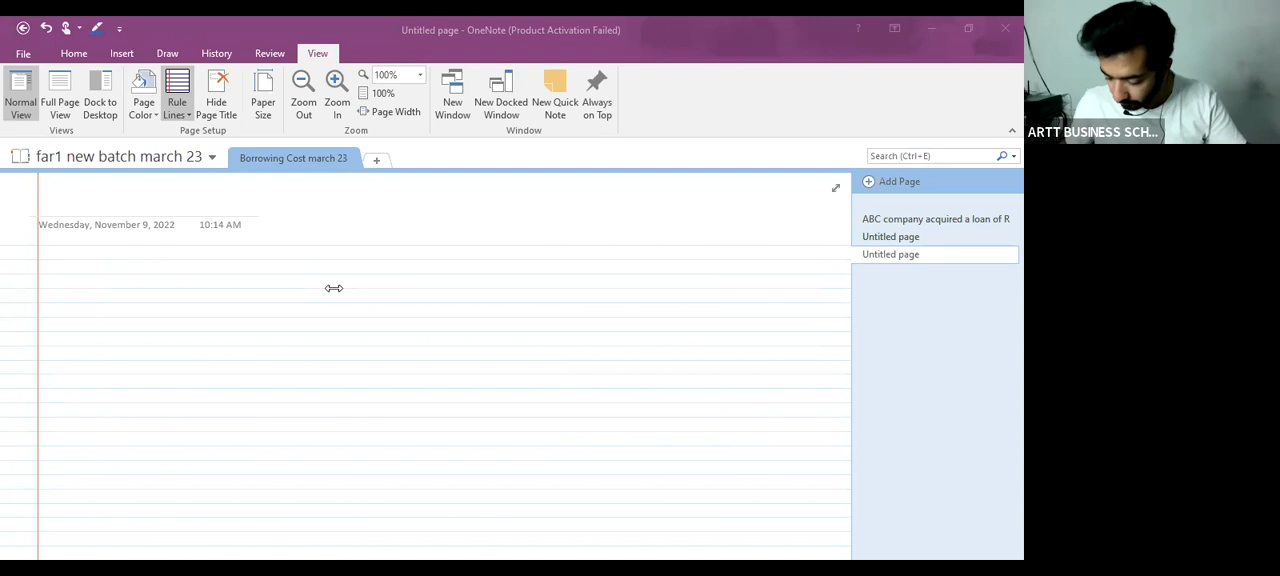 Untitled page - OneNote (Product Activation Failed)
?
File Home Insert Draw History Review View
Normal View
Full Page View
Dock to Desktop
Views
Page Color
Rule Lines
Hide Page Title
Paper Size
Page Setup
Zoom Out
Zoom In
100%
100%
Page Width
Zoom
New Window
New Docked Window
New Quick Note
Always on Top
Window
ARTT BUSINESS SCH...
far1 new batch march 23
Borrowing Cost march 23
+
Search (Ctrl+E)
Add Page
Wednesday, November 9, 2022 10:14 AM
ABC company acquired a loan of R
Untitled page
Untitled page